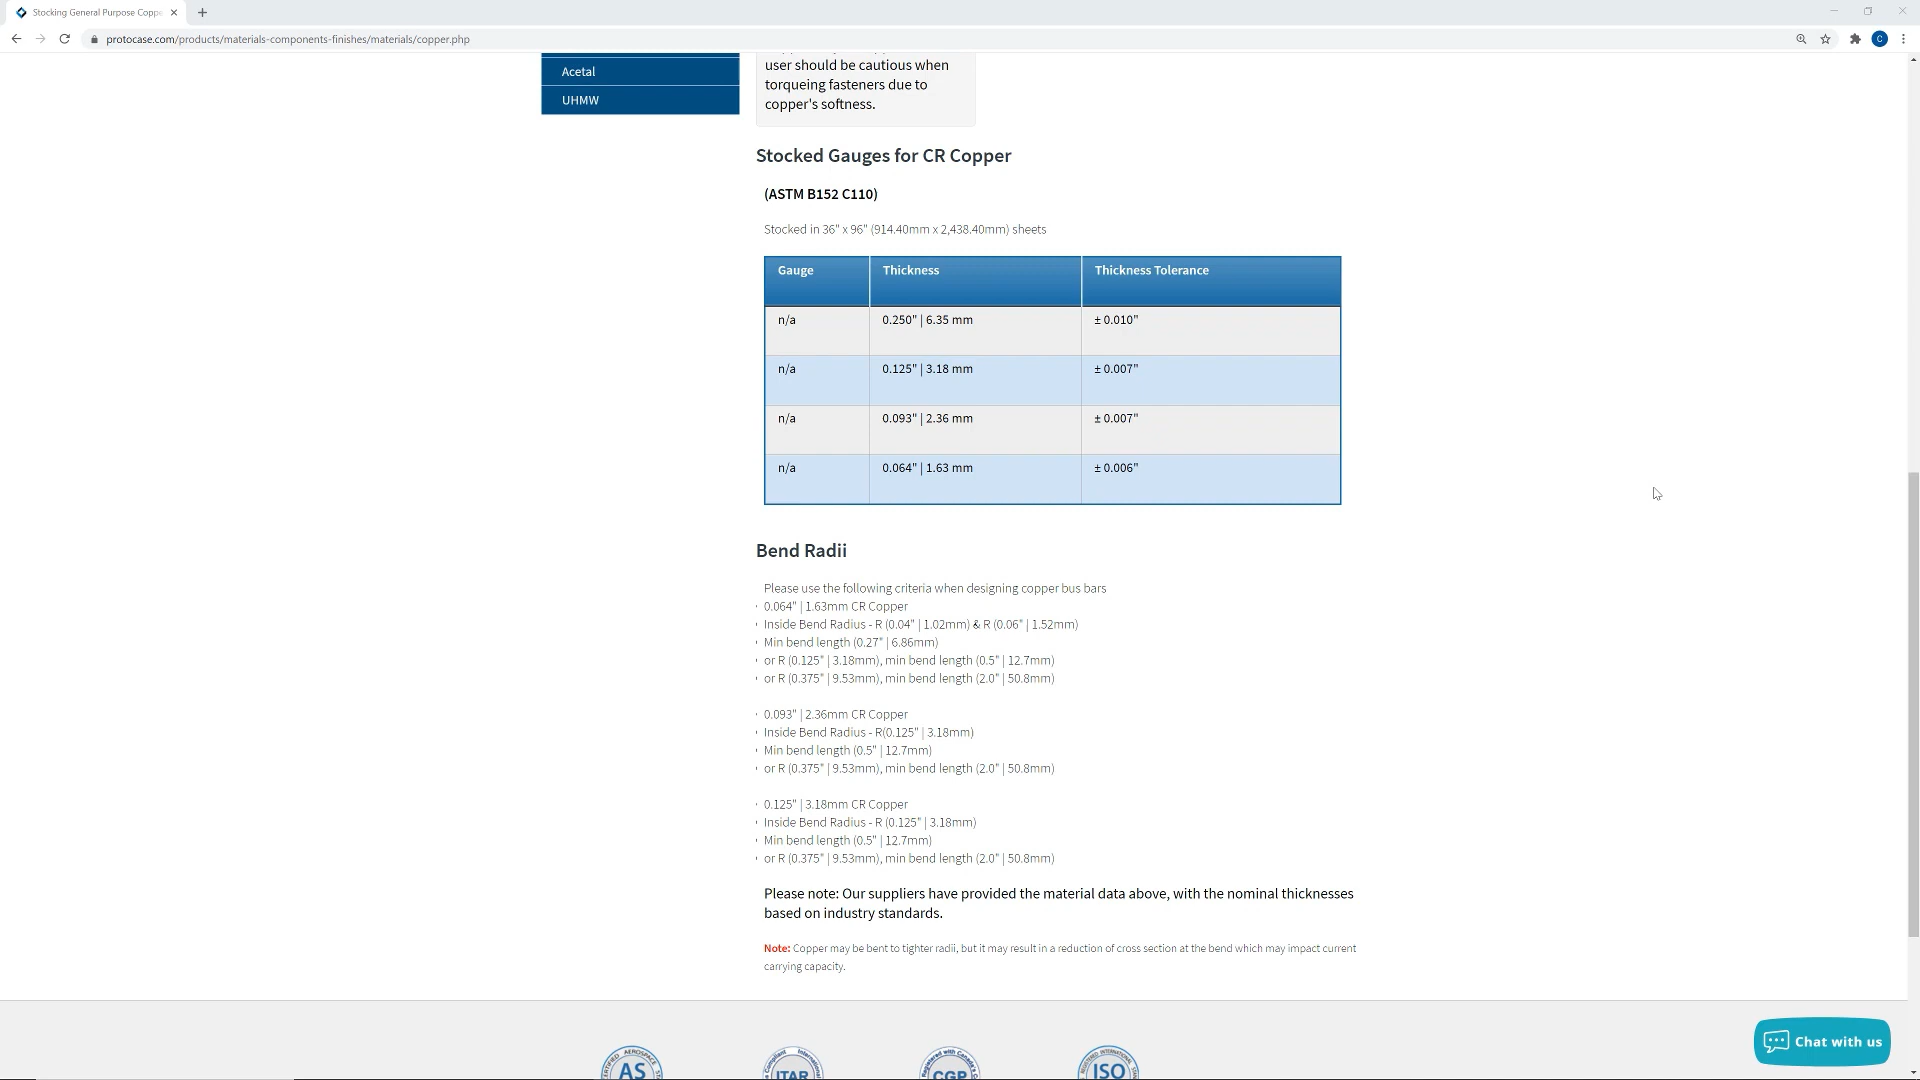 Stocking General Purpose Coppe
protocase.com/products/materials-components-finishes/materials/copper.php
C
Acetal
UHMW
user should be cautious when
torqueing fasteners due to
copper's softness.
Stocked Gauges for CR Copper
(ASTM B152 C110)
Stocked in 36" x 96" (914.40mm x 2,438.40mm) sheets
Gauge Thickness Thickness Tolerance
n/a 0.250" | 6.35 mm ± 0.010"
n/a 0.125" | 3.18 mm ± 0.007"
n/a 0.093" | 2.36 mm ± 0.007"
n/a 0.064" | 1.63 mm ± 0.006"
Bend Radii
Please use the following criteria when designing copper bus bars
· 0.064" | 1.63mm CR Copper
· Inside Bend Radius - R (0.04" | 1.02mm) & R (0.06" | 1.52mm)
· Min bend length (0.27" | 6.86mm)
· or R (0.125" | 3.18mm), min bend length (0.5" | 12.7mm)
· or R (0.375" | 9.53mm), min bend length (2.0" | 50.8mm)
· 0.093" | 2.36mm CR Copper
· Inside Bend Radius - R(0.125" | 3.18mm)
· Min bend length (0.5" | 12.7mm)
· or R (0.375" | 9.53mm), min bend length (2.0" | 50.8mm)
· 0.125" | 3.18mm CR Copper
· Inside Bend Radius - R (0.125" | 3.18mm)
· Min bend length (0.5" | 12.7mm)
· or R (0.375" | 9.53mm), min bend length (2.0" | 50.8mm)
Please note: Our suppliers have provided the material data above, with the nominal thicknesses
based on industry standards.
Note: Copper may be bent to tighter radii, but it may result in a reduction of cross section at the bend which may impact current
carrying capacity.
Chat with us
AS
ITAR
CGP
ISO